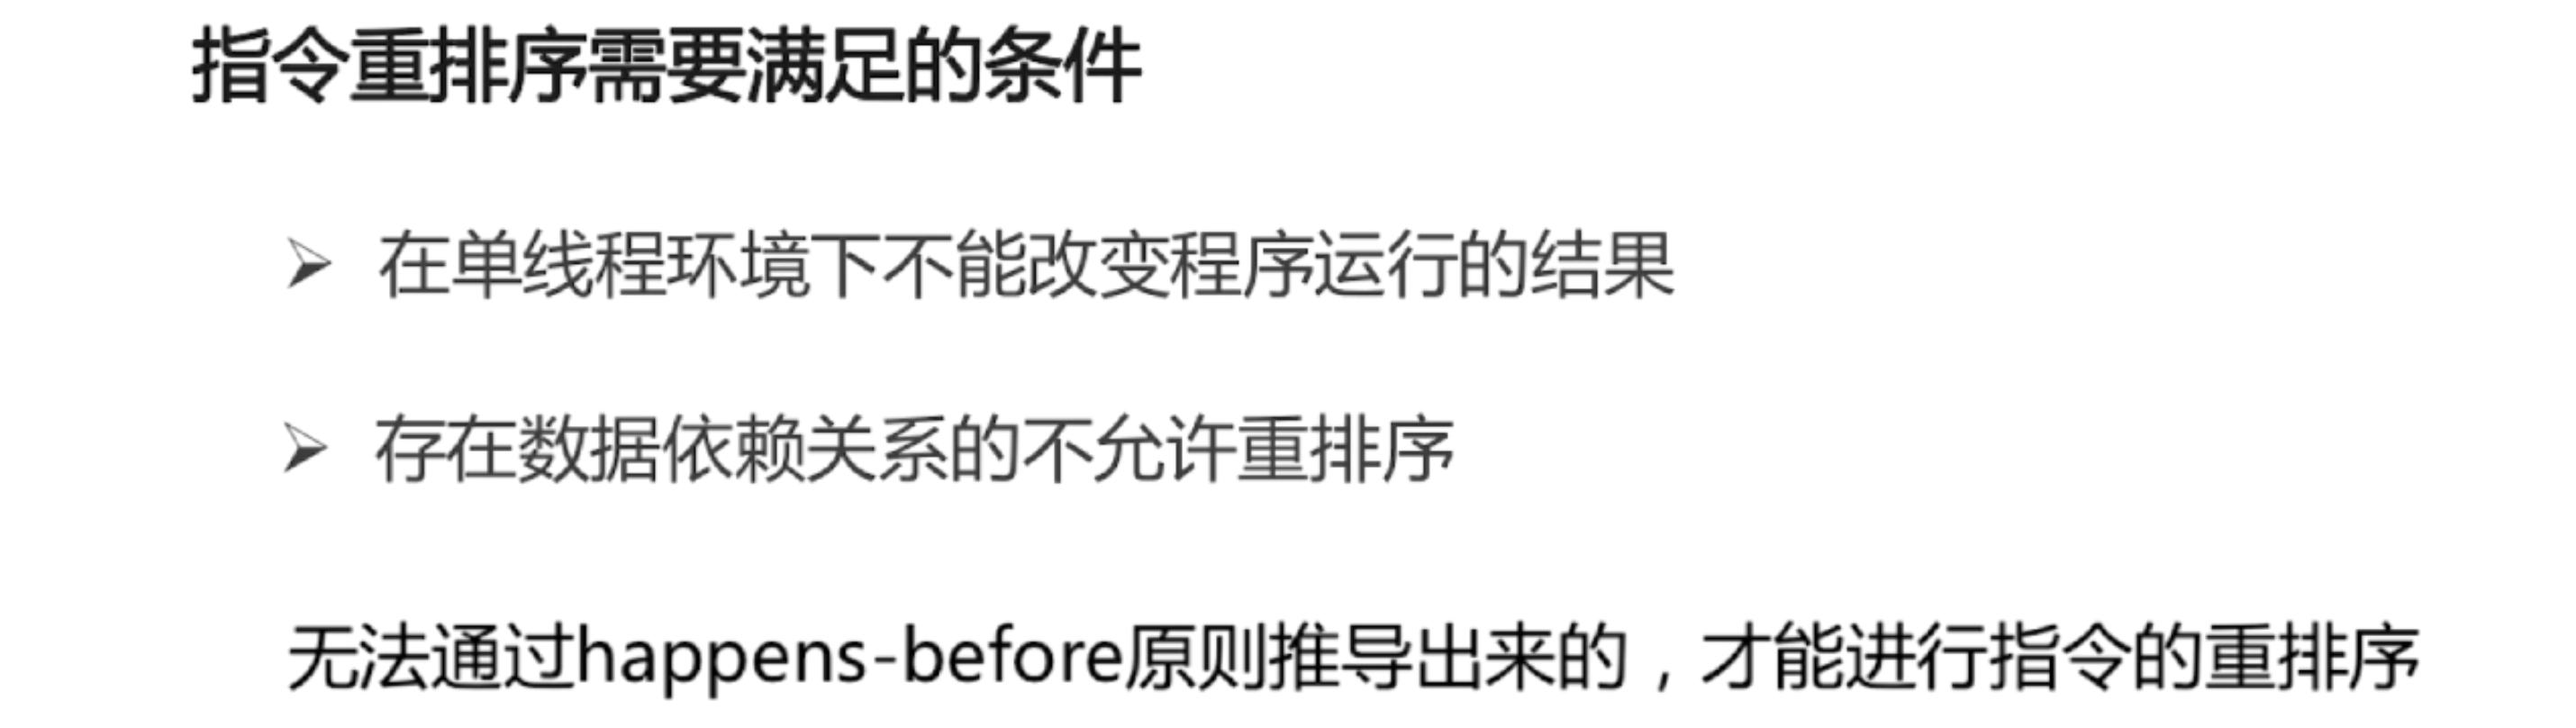 指令重排序需要满足的条件
在单线程环境下不能改变程序运行的结果
存在数据依赖关系的不允许重排序
无法通过happens-before原则推导出来的，才能进行指令的重排序